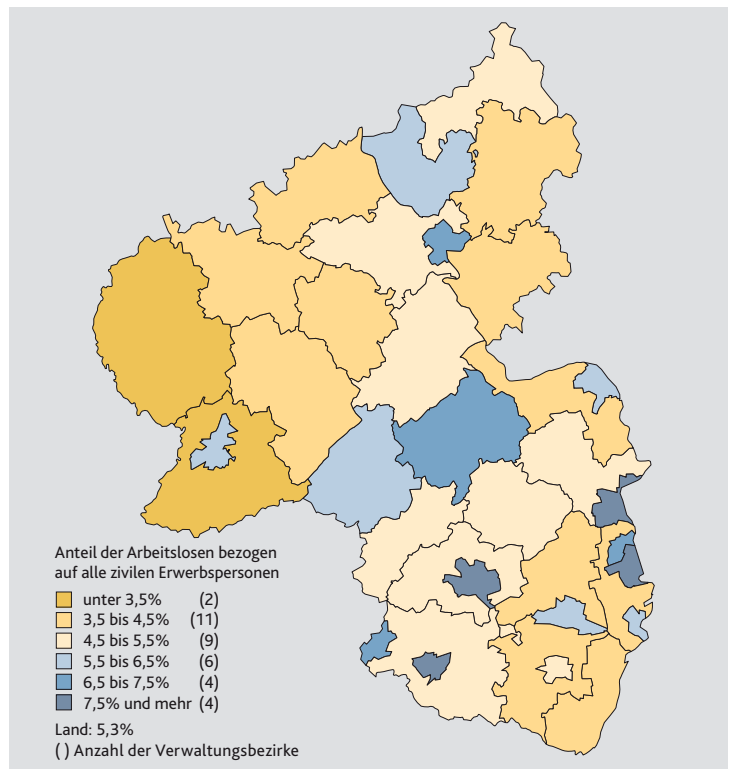 Anteil der Arbeitslosen bezogen
auf alle zivilen Erwerbspersonen
unter 3,5% (2)
3,5 bis 4,5% (11)
4,5 bis 5,5% (9)
5,5 bis 6,5% (6)
6,5 bis 7,5% (4)
7,5% und mehr (4)
Land: 5,3%
( ) Anzahl der Verwaltungsbezirke